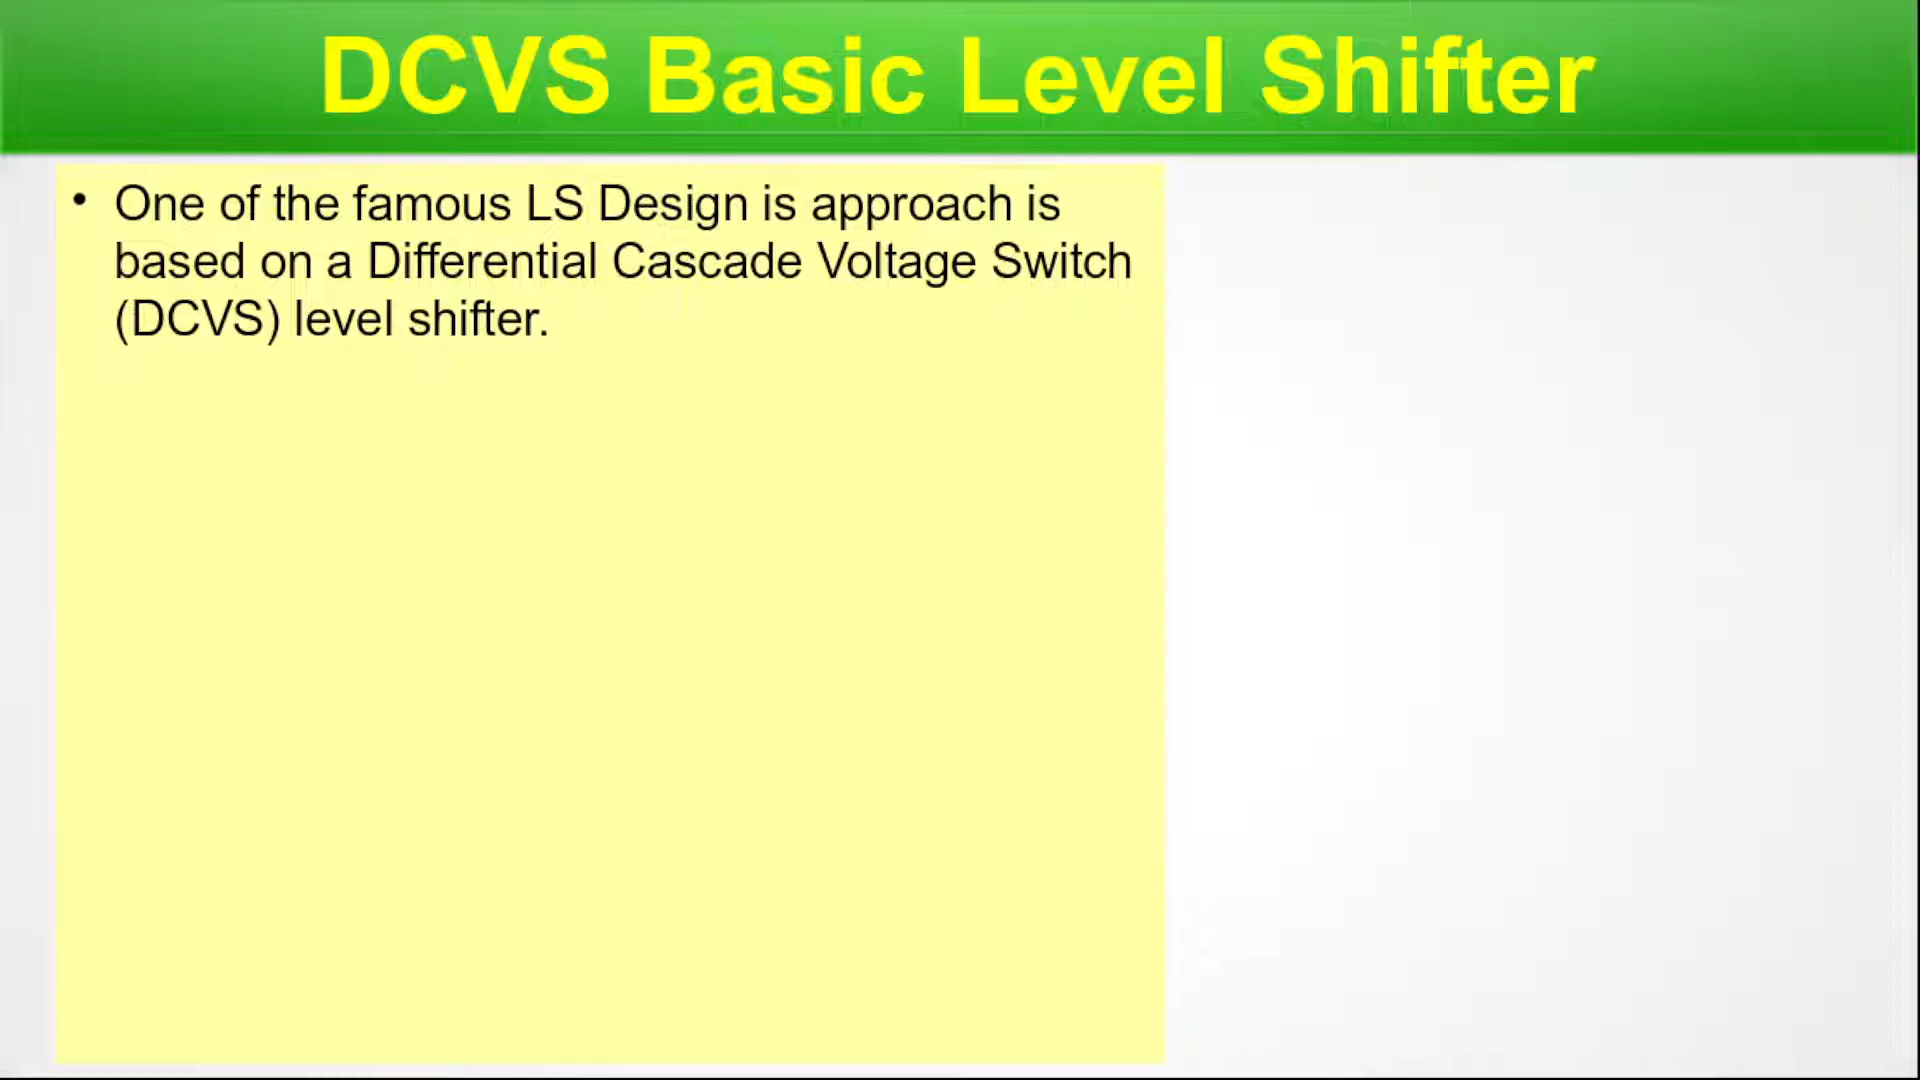 DCVS Basic Level Shifter
• One of the famous LS Design is approach is
based on a Differential Cascade Voltage Switch
(DCVS) level shifter.